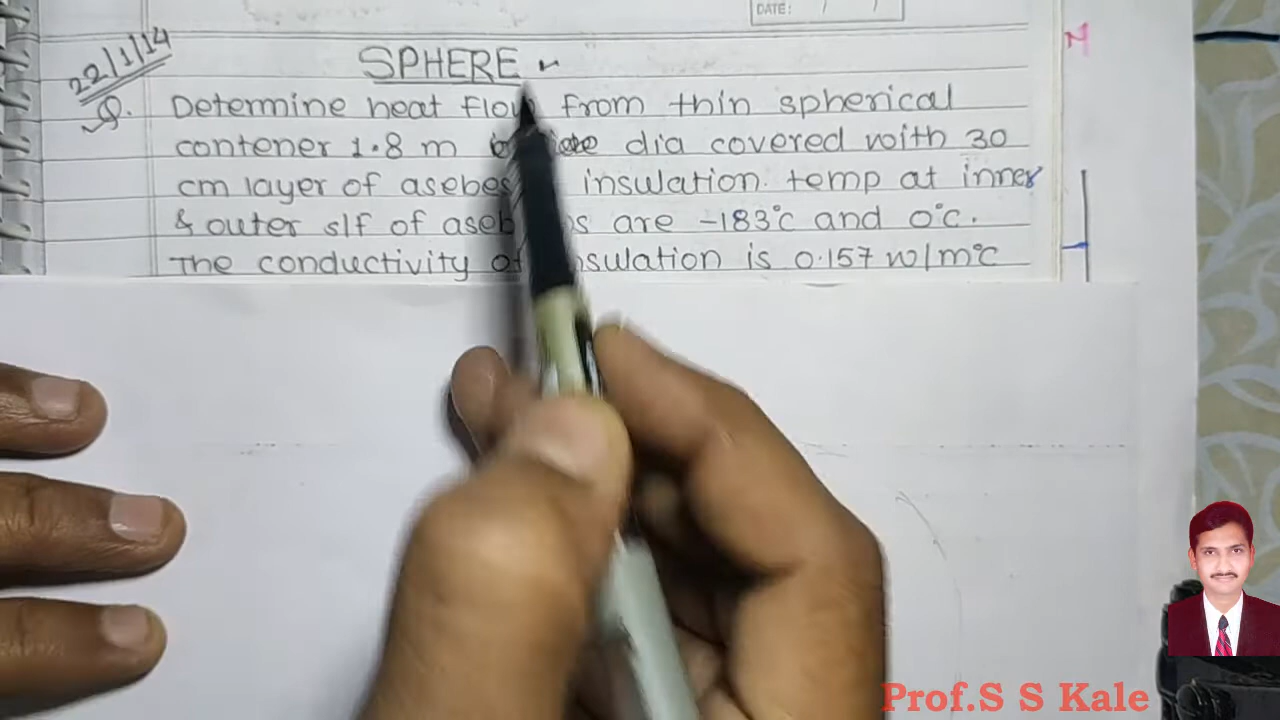 DATE: / /
22/1/14
SPHERE
Q. Determine heat flow from thin spherical
contener 1.8 m dia covered with 30
cm layer of insulation. temp at inner
& outer s/f of are -183°c and 0°c.
The conductivity of insulation is 0.157 w/m°c
Prof.S S Kale